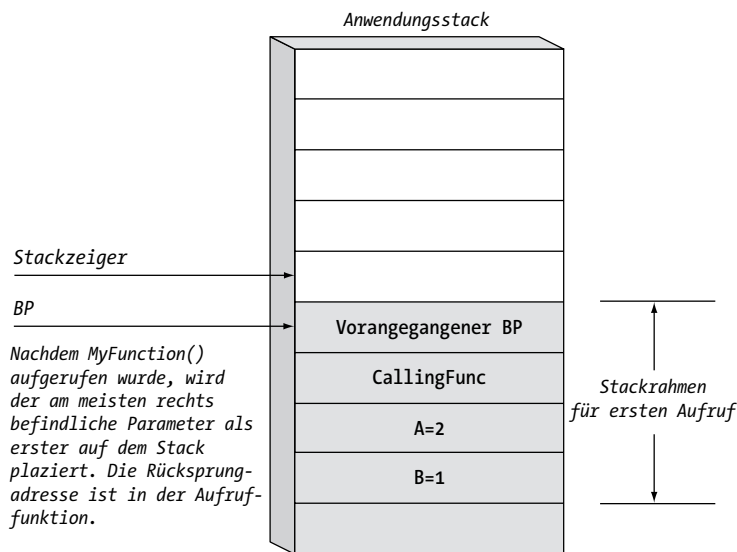 Anwendungsstack
Stackzeiger
BP
Nachdem MyFunction()
aufgerufen wurde, wird
der am meisten rechts
befindliche Parameter als
erster auf dem Stack
plaziert. Die Rücksprung-
adresse ist in der Aufruf-
funktion.
Vorangegangener BP
CallingFunc
A=2
B=1
Stackrahmen
für ersten Aufruf